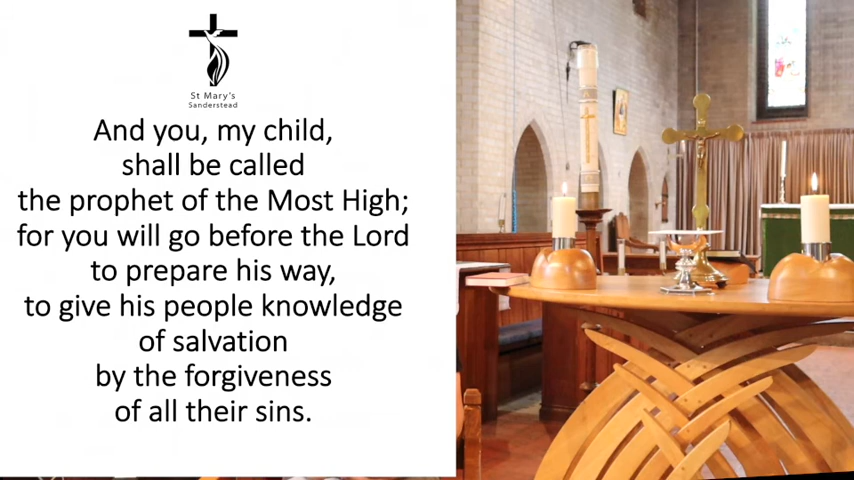 St Mary's
Sanderstead
And you, my child,
shall be called
the prophet of the Most High;
for you will go before the Lord
to prepare his way,
to give his people knowledge
of salvation
by the forgiveness
of all their sins.